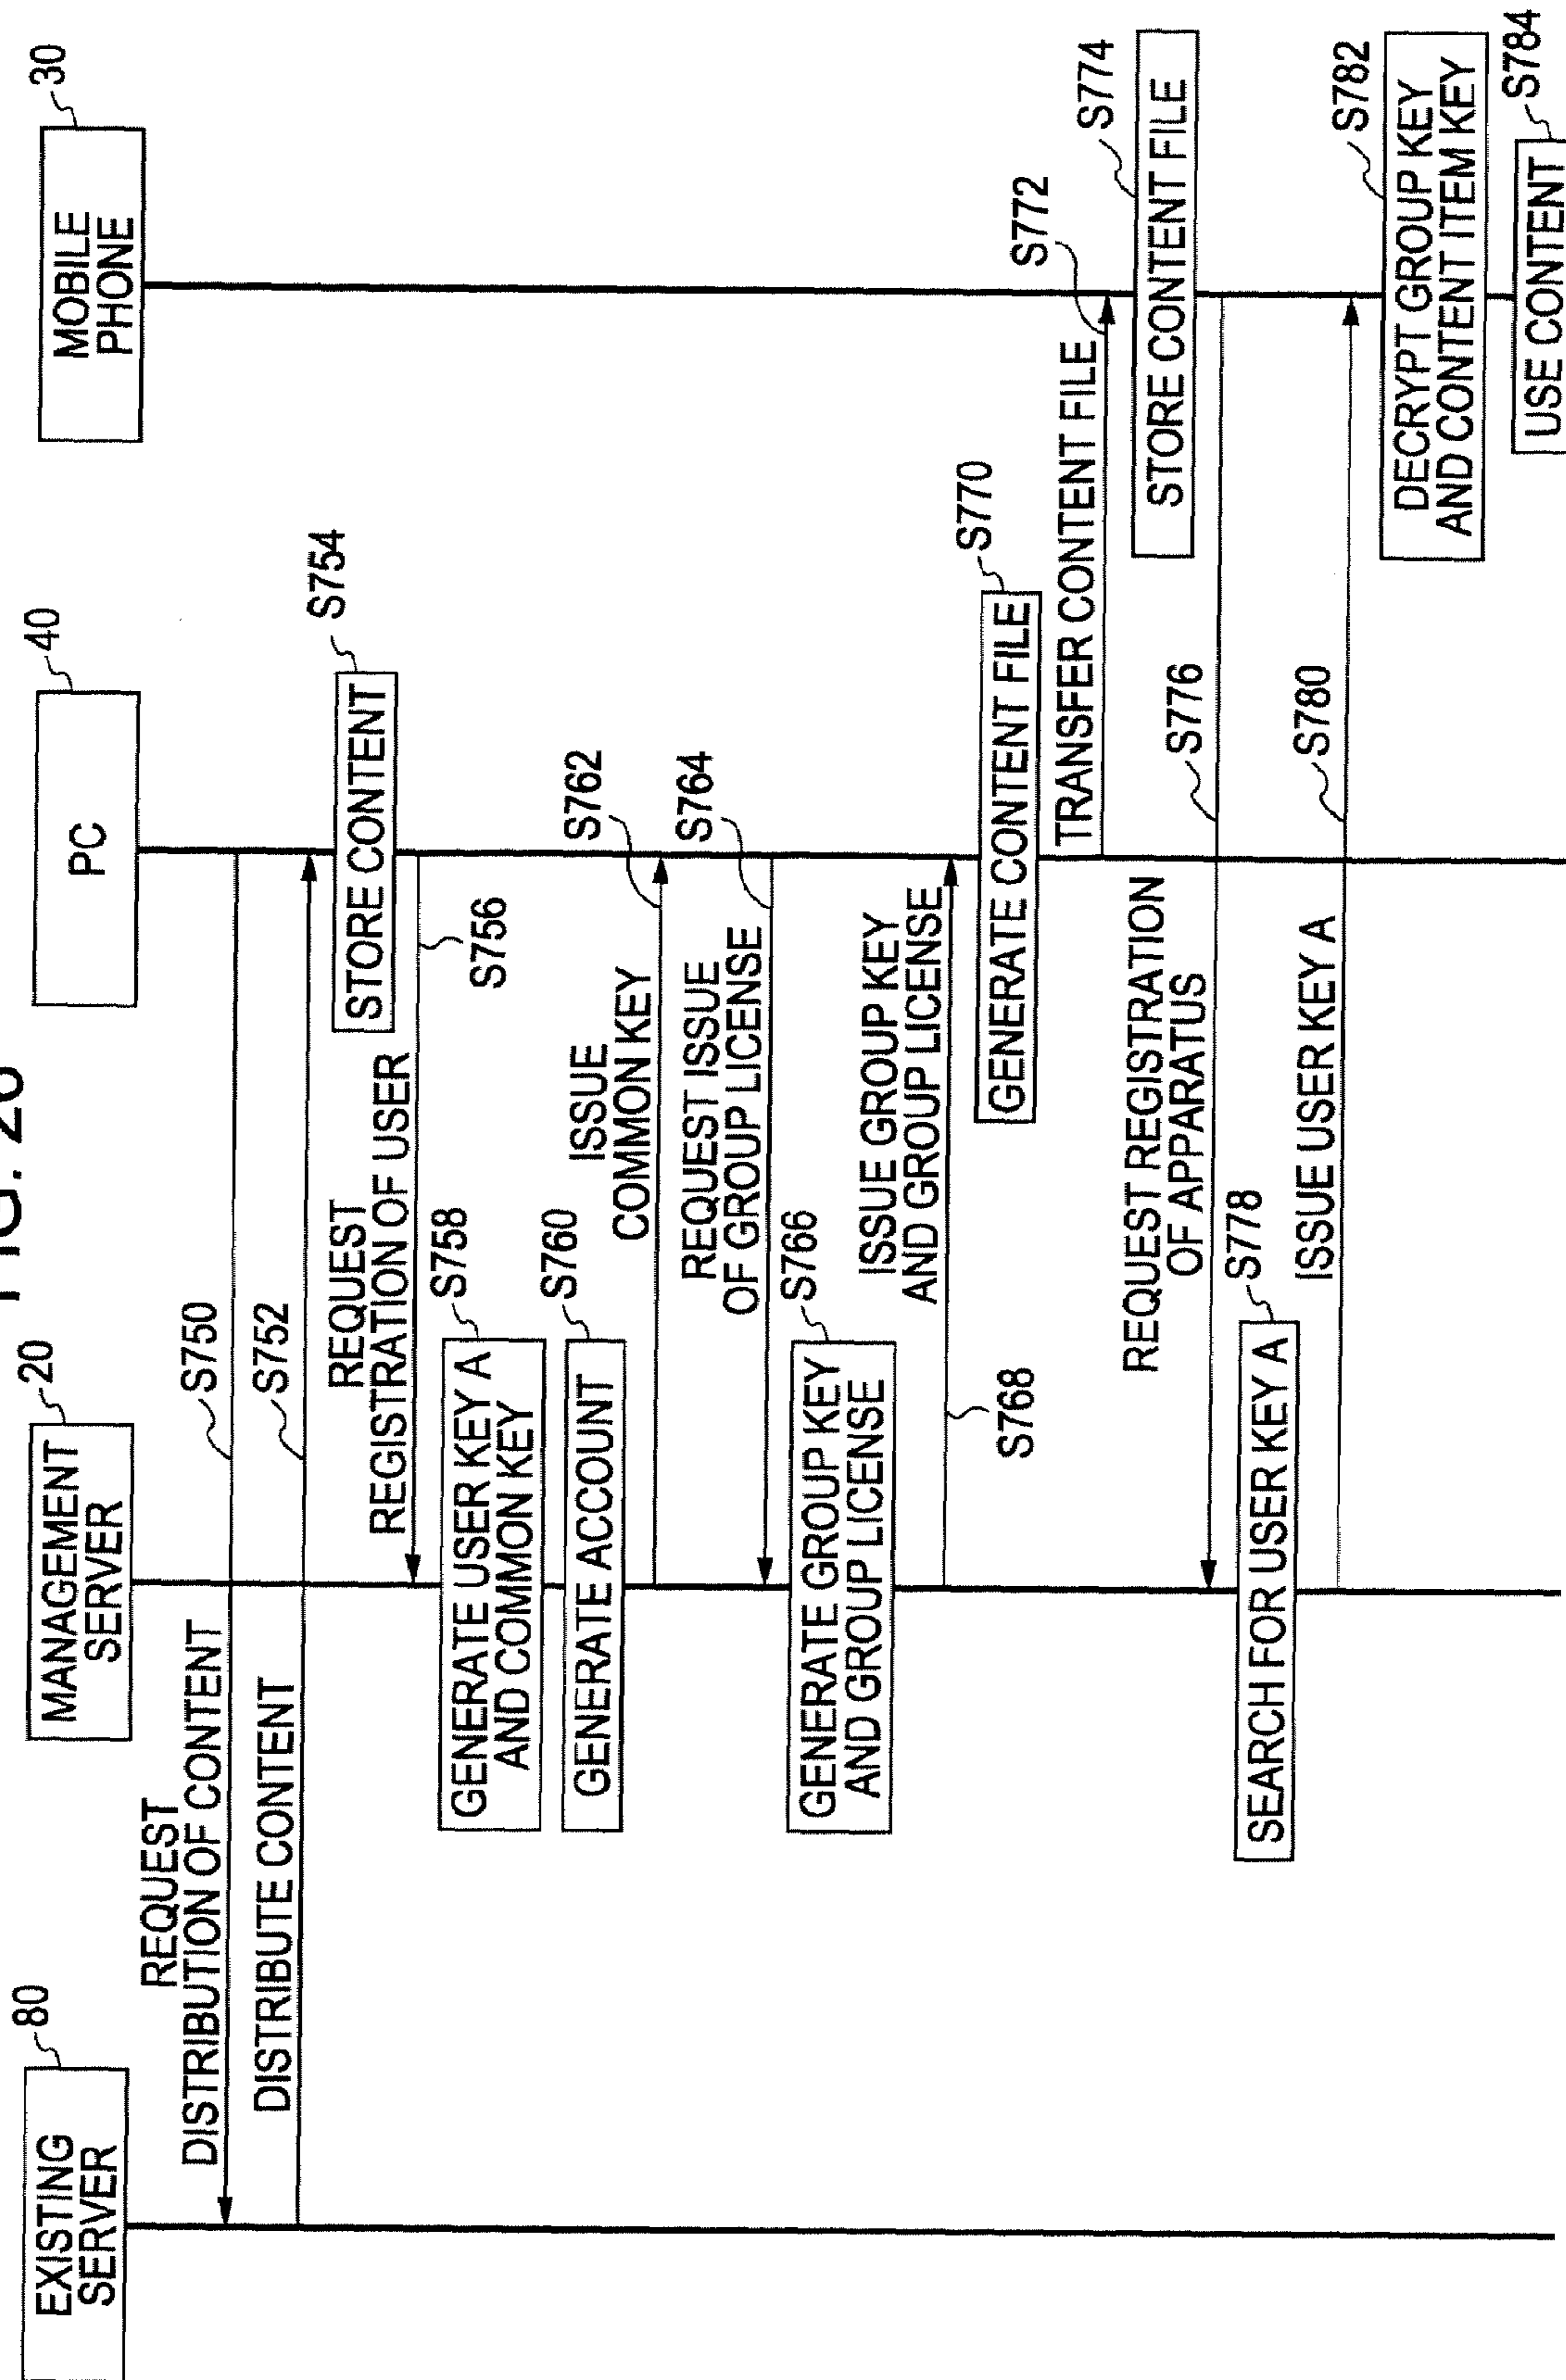 FIG.
80
EXISTING
SERVER
20
MANAGEMENT
SERVER
40
PC
30
MOBILE
PHONE
REQUEST
DISTRIBUTION OF CONTENT
S750
DISTRIBUTE CONTENT
S752
STORE CONTENT
S754
REQUEST
REGISTRATION OF USER
S756
GENERATE USER KEY A
AND COMMON KEY
S758
GENERATE ACCOUNT
S760
ISSUE
COMMON KEY
S762
REQUEST ISSUE
OF GROUP LICENSE
S764
GENERATE GROUP KEY
AND GROUP LICENSE
S766
ISSUE GROUP KEY
AND GROUP LICENSE
S768
GENERATE CONTENT FILE
S770
TRANSFER CONTENT FILE
S772
STORE CONTENT FILE
S774
REQUEST REGISTRATION
OF APPARATUS
S776
SEARCH FOR USER KEY A
S778
ISSUE USER KEY A
S780
DECRYPT GROUP KEY
AND CONTENT ITEM KEY
S782
USE CONTENT
S784